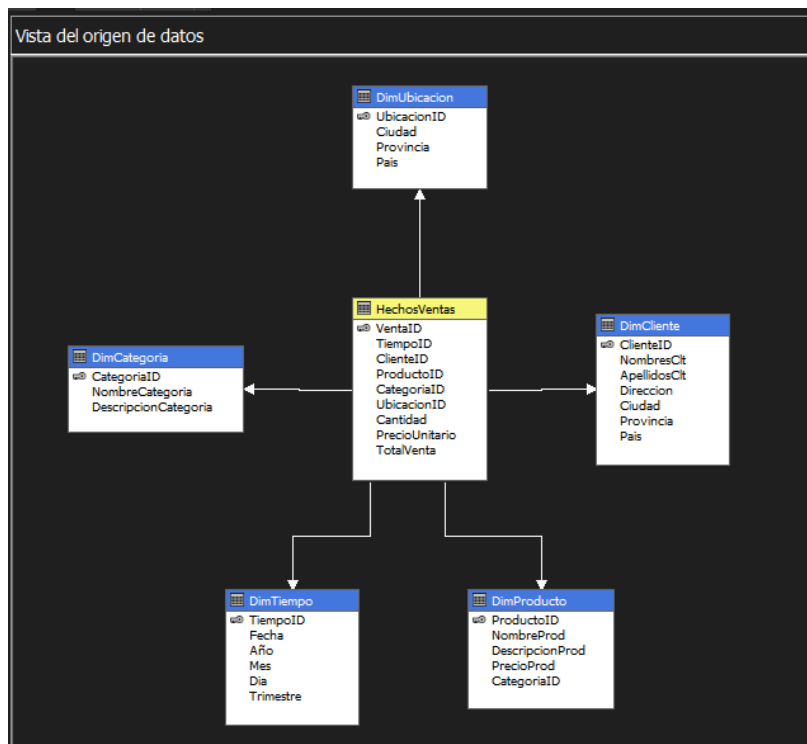 Vista del origen de datos
DimUbicacion
UbicacionID
Ciudad
Provincia
Pais
HechosVentas
VentaID
TiempoID
ClienteID
ProductoID
CategoriaID
UbicacionID
Cantidad
PrecioUnitario
TotalVenta
DimCliente
ClienteID
NombresClt
ApellidosClt
Direccion
Ciudad
Provincia
Pais
DimCategoria
CategoriaID
NombreCategoria
DescripcionCategoria
DimTiempo
TiempoID
Fecha
Año
Mes
Dia
Trimestre
DimProducto
ProductoID
NombreProd
DescripcionProd
PrecioProd
CategoriaID